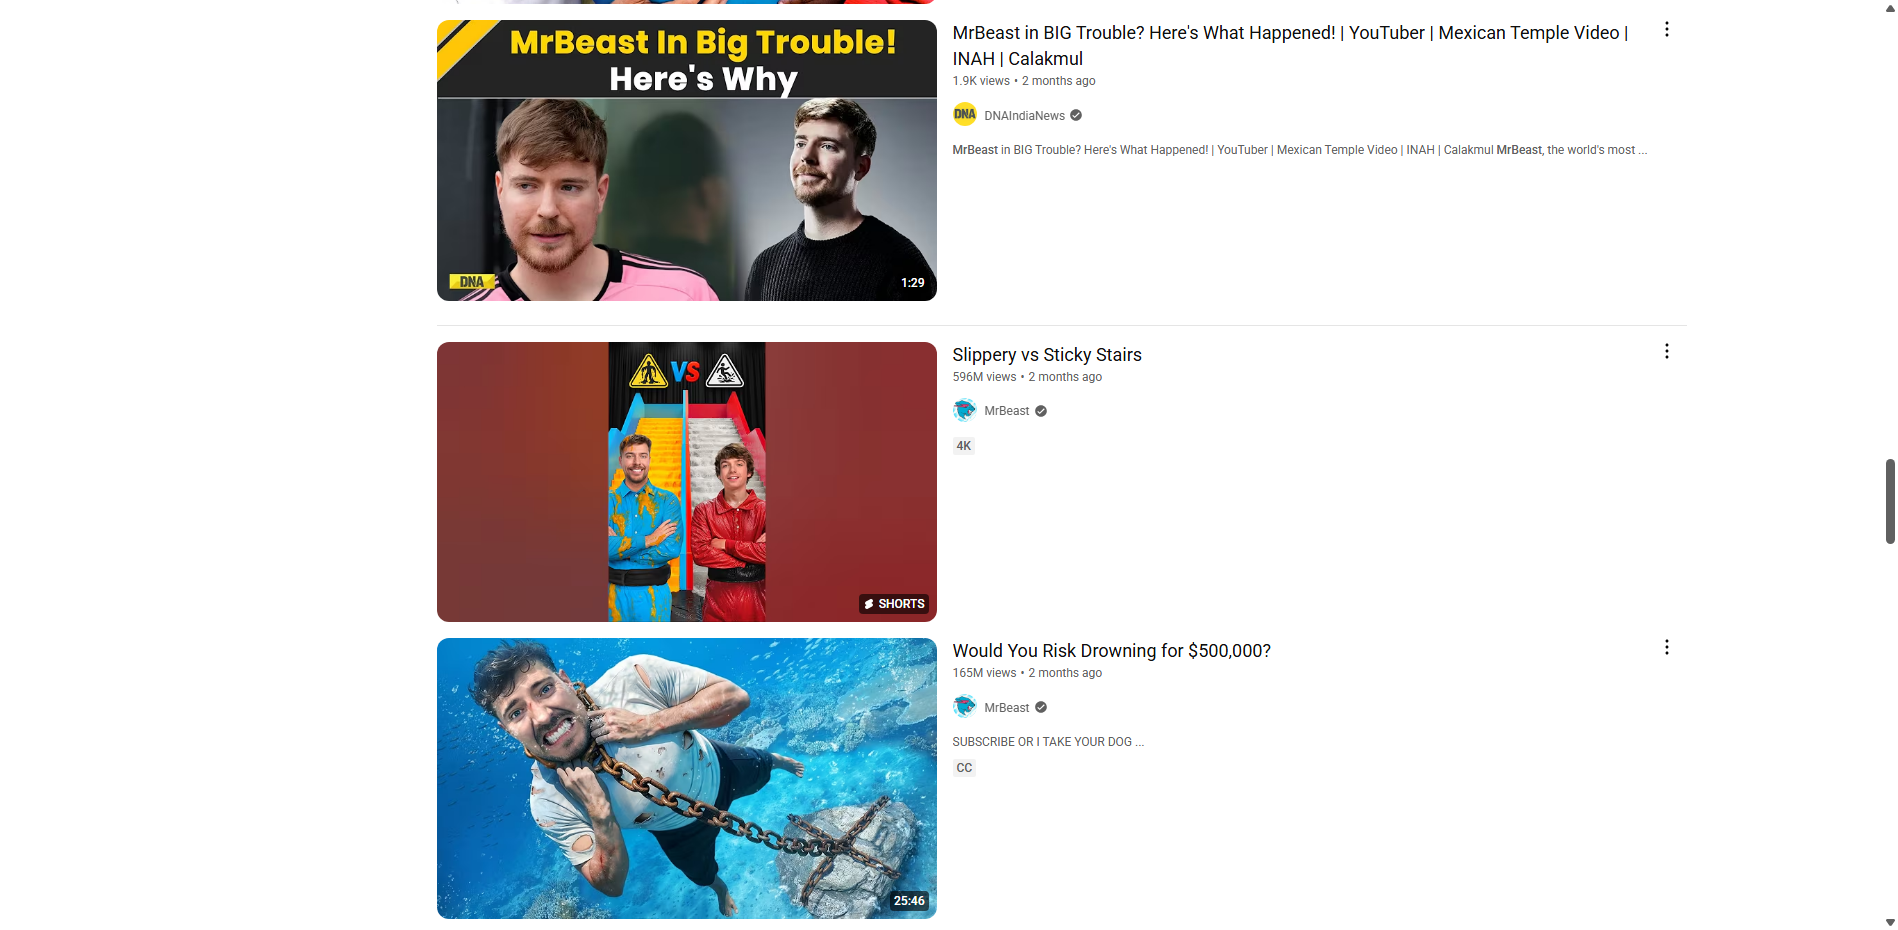 MrBeast In Big Trouble!
Here's Why
DNA
1:29
MrBeast in BIG Trouble? Here's What Happened! | YouTuber | Mexican Temple Video |
INAH | Calakmul
1.9K views • 2 months ago
DNA
DNAIndiaNews
MrBeast in BIG Trouble? Here's What Happened! | YouTuber | Mexican Temple Video | INAH | Calakmul MrBeast, the world's most ...
VS
SHORTS
Slippery vs Sticky Stairs
596M views • 2 months ago
MrBeast
4K
25:46
Would You Risk Drowning for $500,000?
165M views • 2 months ago
MrBeast
SUBSCRIBE OR I TAKE YOUR DOG ...
CC